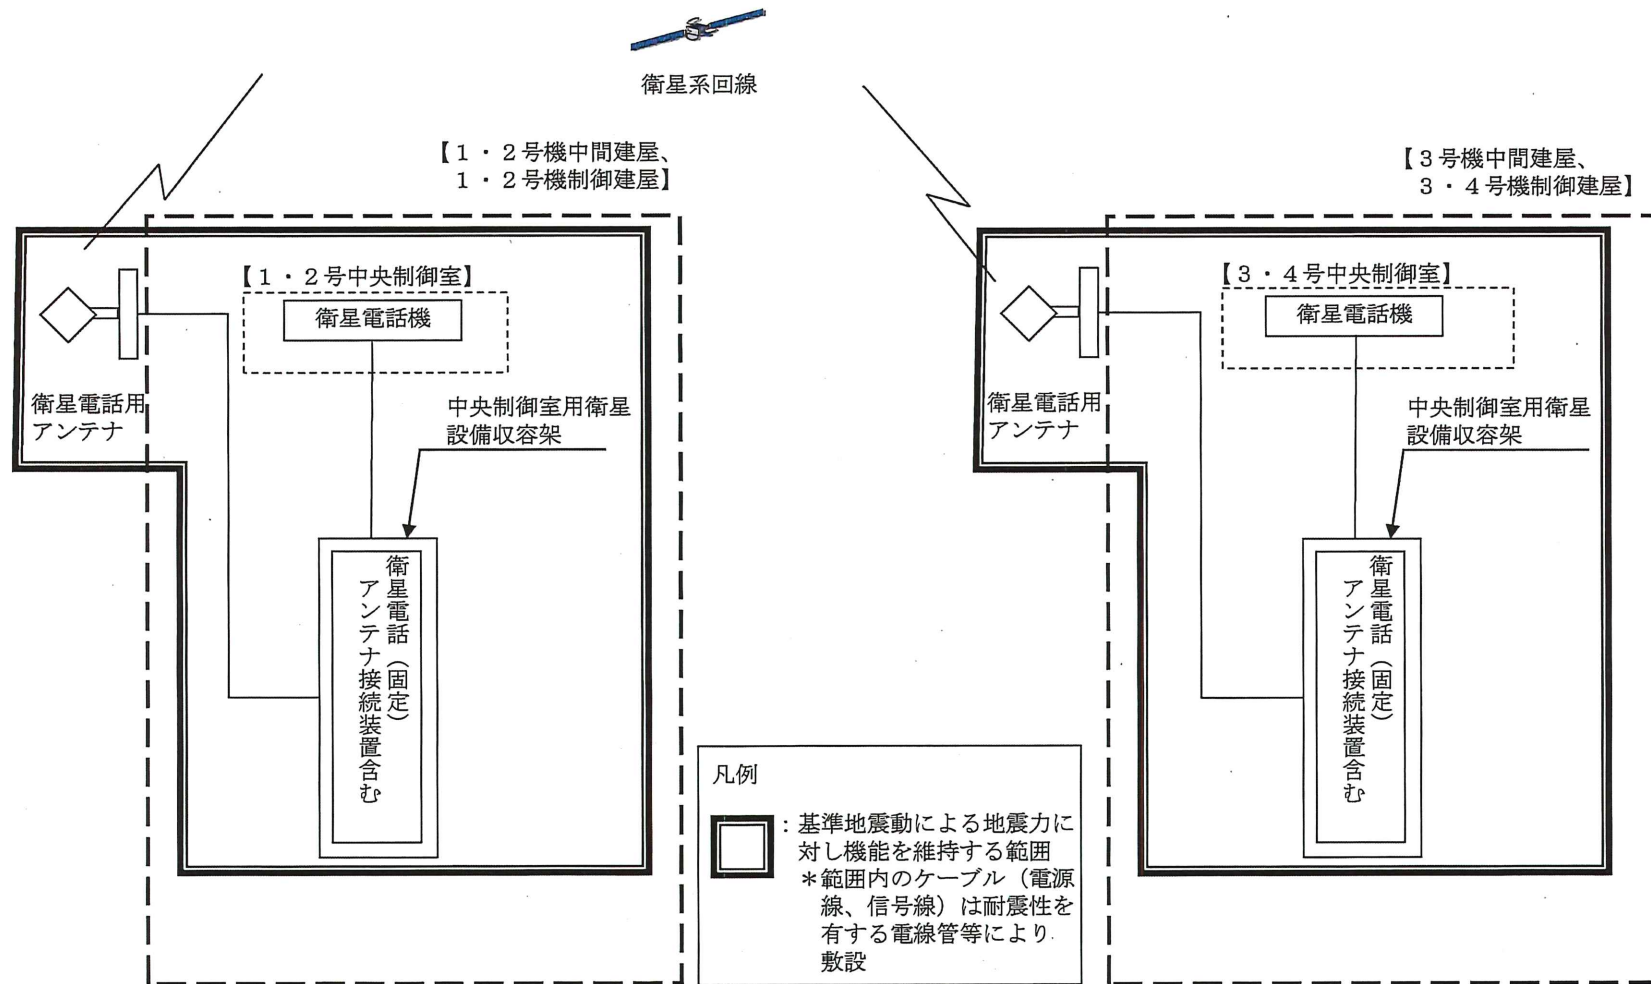 衛星系回線
【１・２号機中間建屋、
１・２号機制御建屋】
【１・２号中央制御室】
衛星電話機
衛星電話用
アンテナ
中央制御室用衛星
設備収容架
衛星電話（固定）
アンテナ接続装置含む
【３号機中間建屋、
３・４号機制御建屋】
【３・４号中央制御室】
衛星電話機
衛星電話用
アンテナ
中央制御室用衛星
設備収容架
衛星電話（固定）
アンテナ接続装置含む
凡例
：基準地震動による地震力に
対し機能を維持する範囲
＊範囲内のケーブル（電源
線、信号線）は耐震性を
有する電線管等により
敷設